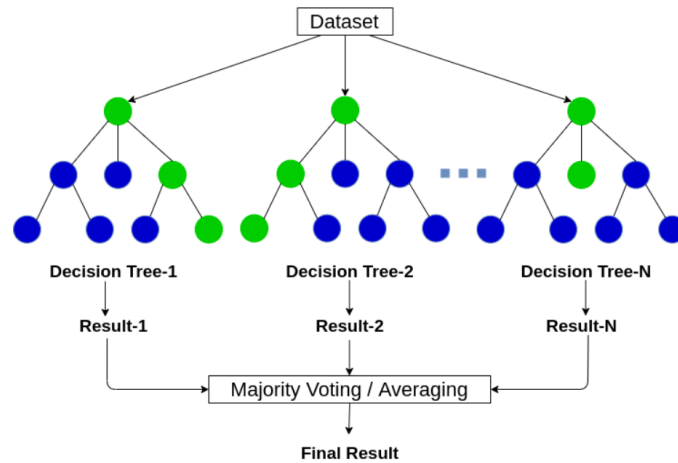 Dataset
Decision Tree-1
Decision Tree-2
Decision Tree-N
Result-1
Result-2
Result-N
Majority Voting / Averaging
Final Result